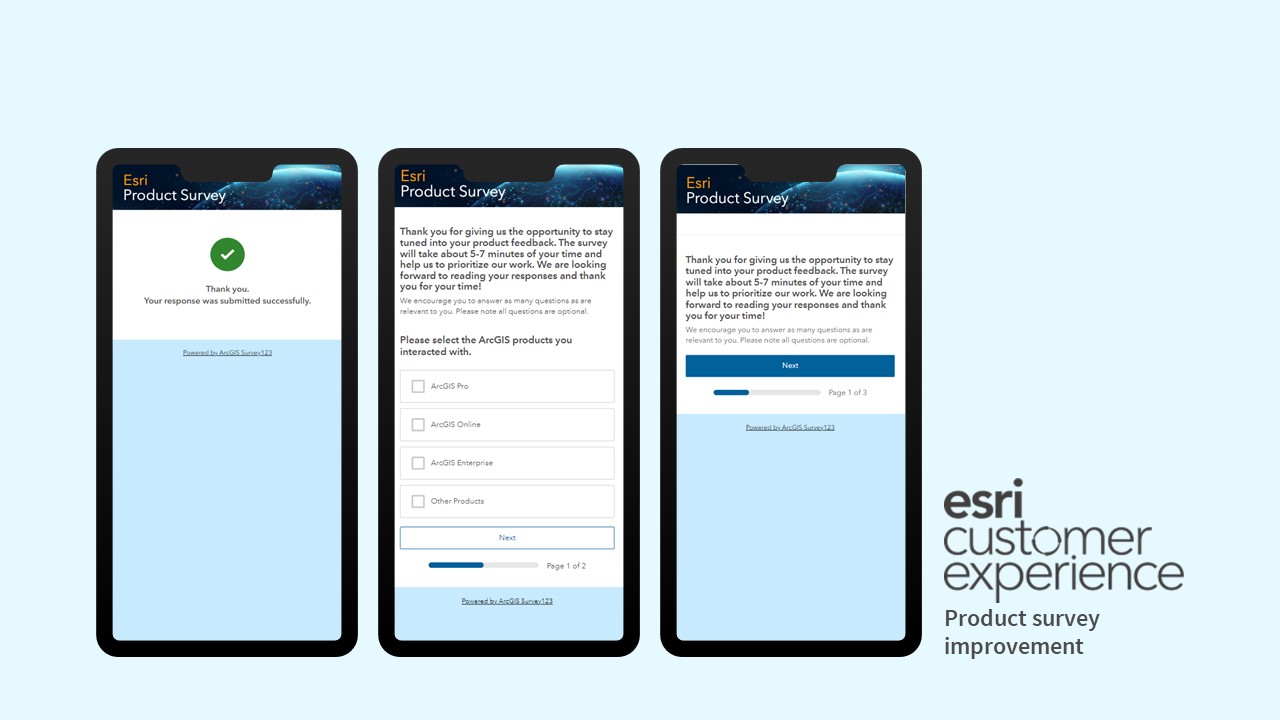 Esri
Product Survey
Thank you.
Your response was submitted successfully.
Powered by ArcGIS Survey123
Esri
Product Survey
Thank you for giving us the opportunity to stay
tuned into your product feedback. The survey
will take about 5-7 minutes of your time and
help us to prioritize our work. We are looking
forward to reading your responses and thank
you for your time!
We encourage you to answer as many questions as are
relevant to you. Please note all questions are optional.
Please select the ArcGIS products you
interacted with.
ArcGIS Pro
ArcGIS Online
ArcGIS Enterprise
Other Products
Next
Page 1 of 2
Powered by ArcGIS Survey123
Esri
Product Survey
Thank you for giving us the opportunity to stay
tuned into your product feedback. The survey
will take about 5-7 minutes of your time and
help us to prioritize our work. We are looking
forward to reading your responses and thank
you for your time!
We encourage you to answer as many questions as are
relevant to you. Please note all questions are optional.
Next
Page 1 of 3
Powered by ArcGIS Survey123
esri
customer
experience
Product survey
improvement